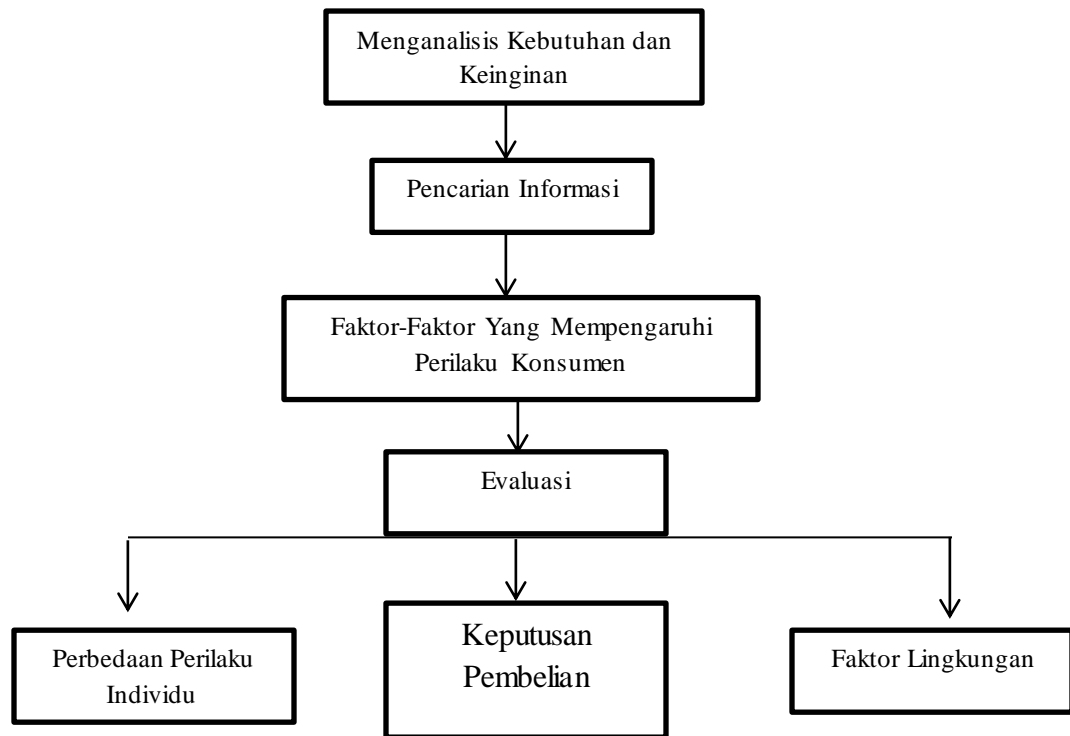 Menganalisis Kebutuhan dan
Keinginan
Pencarian Informasi
Faktor-Faktor Yang Mempengaruhi
Perilaku Konsumen
Evaluasi
Perbedaan Perilaku
Individu
Keputusan
Pembelian
Faktor Lingkungan